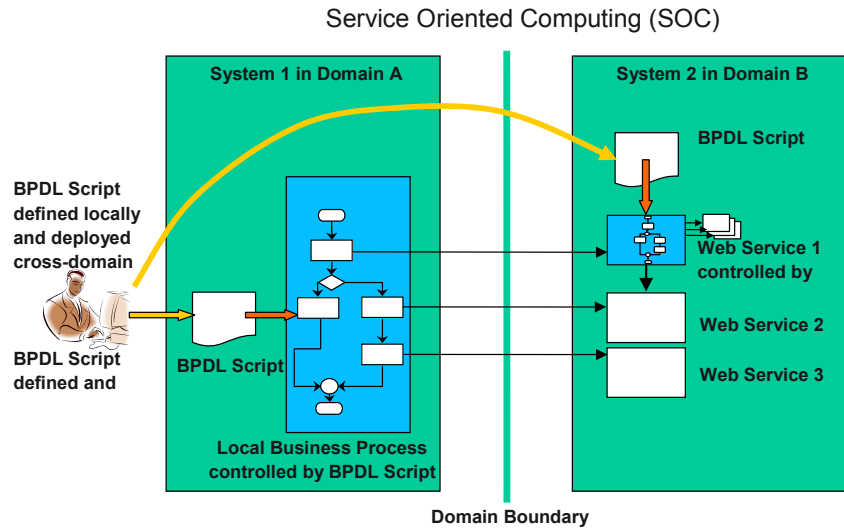 Service Oriented Computing (SOC)
System 1 in Domain A
System 2 in Domain B
BPDL Script
BPDL Script
defined locally
and deployed
cross-domain
Web Service 1
controlled by
Web Service 2
BPDL Script
defined and
BPDL Script
Web Service 3
Local Business Process
controlled by BPDL Script
Domain Boundary